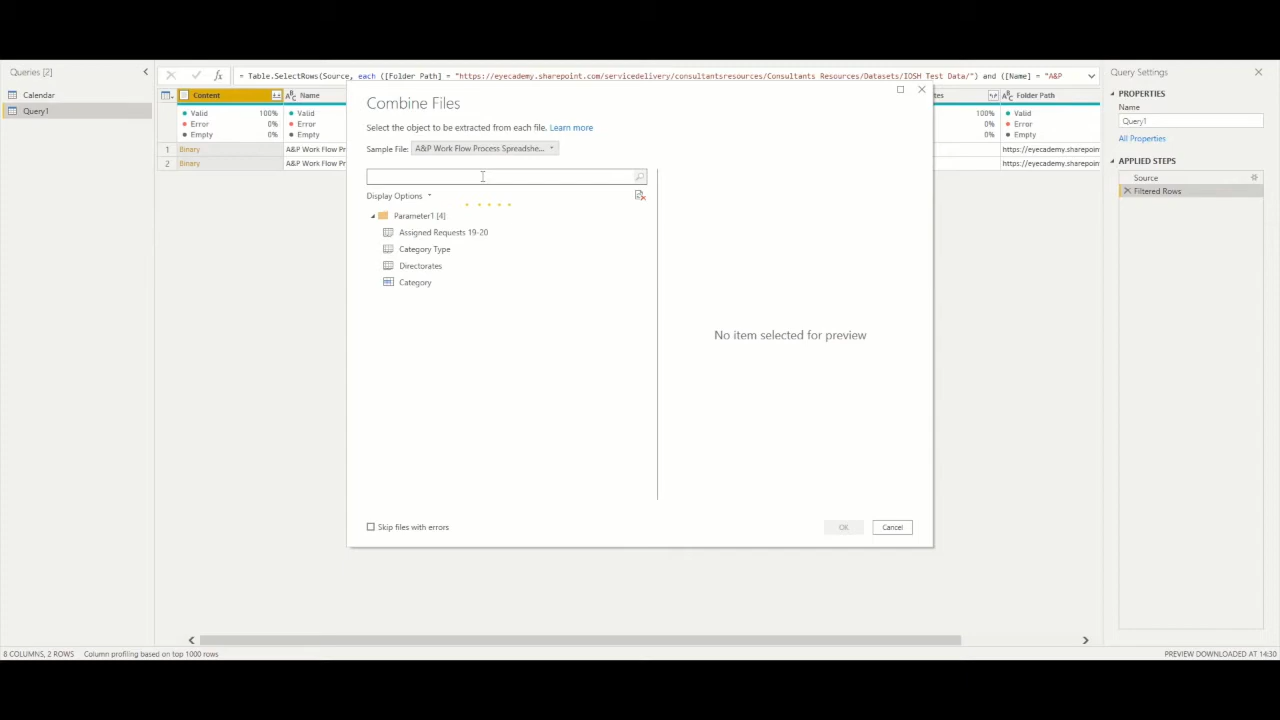 Queries [2]
= Table.SelectRows(Source, each ([Folder Path] = "https://eyecademy.sharepoint.com/servicedelivery/consultantsresources/Consultants Resources/Datasets/IOSH Test Data/") and ([Name] = "A&P
Query Settings
Calendar
Query1
Content
Name
Folder Path
Valid 100%
Error 0%
Empty 0%
Valid
Error
Empty
100%
0%
0%
Valid
Error
Empty
1 Binary A&P Work Flow Pr https://eyecademy.sharepoint
2 Binary A&P Work Flow Pr https://eyecademy.sharepoint
Combine Files
Select the object to be extracted from each file. Learn more
Sample File: A&P Work Flow Process Spreadshe...
Display Options
Parameter1 [4]
Assigned Requests 19-20
Category Type
Directorates
Category
No item selected for preview
Skip files with errors
OK
Cancel
PROPERTIES
Name
Query1
All Properties
APPLIED STEPS
Source
Filtered Rows
8 COLUMNS, 2 ROWS Column profiling based on top 1000 rows
PREVIEW DOWNLOADED AT 14:30